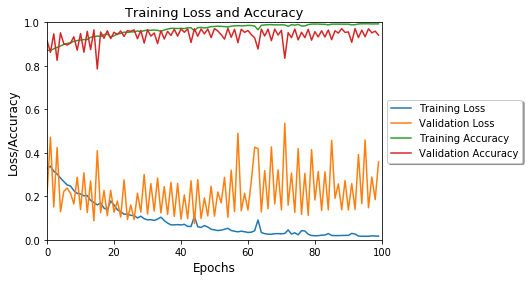 Training Loss and Accuracy
1.0
0.8
0.6
0.4
0.2
0.0
Loss/Accuracy
0 20 40 60 80 100
Epochs
Training Loss
Validation Loss
Training Accuracy
Validation Accuracy